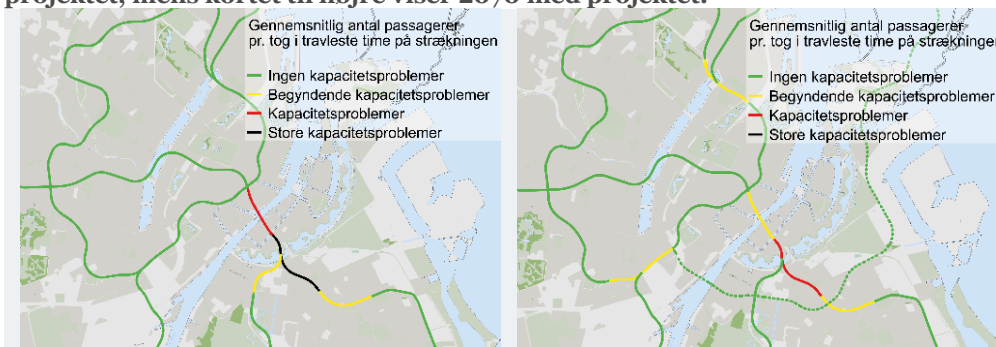 projektet, mens kortet til højre viser 2070 med projektet.
Gennemsnitlig antal passagerer
pr. tog i travleste time på strækningen
Ingen kapacitetsproblemer
Begyndende kapacitetsproblemer
Kapacitetsproblemer
Store kapacitetsproblemer
Gennemsnitlig antal passagerer
pr. tog i travleste time på strækningen
Ingen kapacitetsproblemer
Begyndende kapacitetsproblemer
Kapacitetsproblemer
Store kapacitetsproblemer